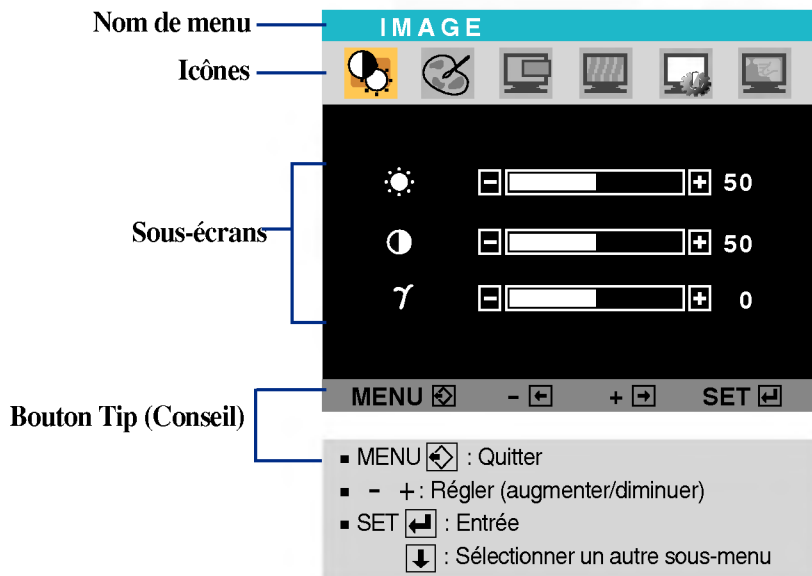 Nom de menu
IMAGE
Icônes
Sous-écrans
50
50
γ 0
Bouton Tip (Conseil)
MENU - + SET
▪ MENU : Quitter
▪ - + : Régler (augmenter/diminuer)
▪ SET : Entrée
: Sélectionner un autre sous-menu